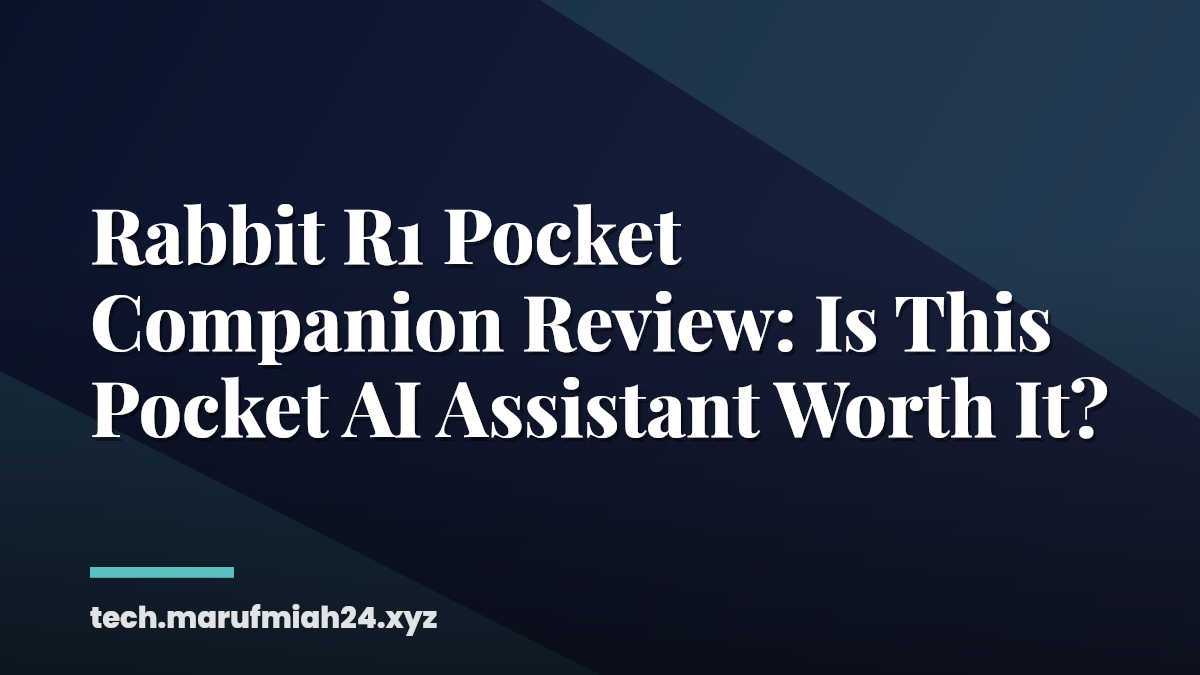 Rabbit R1 Pocket
Companion Review: Is This
Pocket AI Assistant Worth It?
tech.marufmiah24.xyz